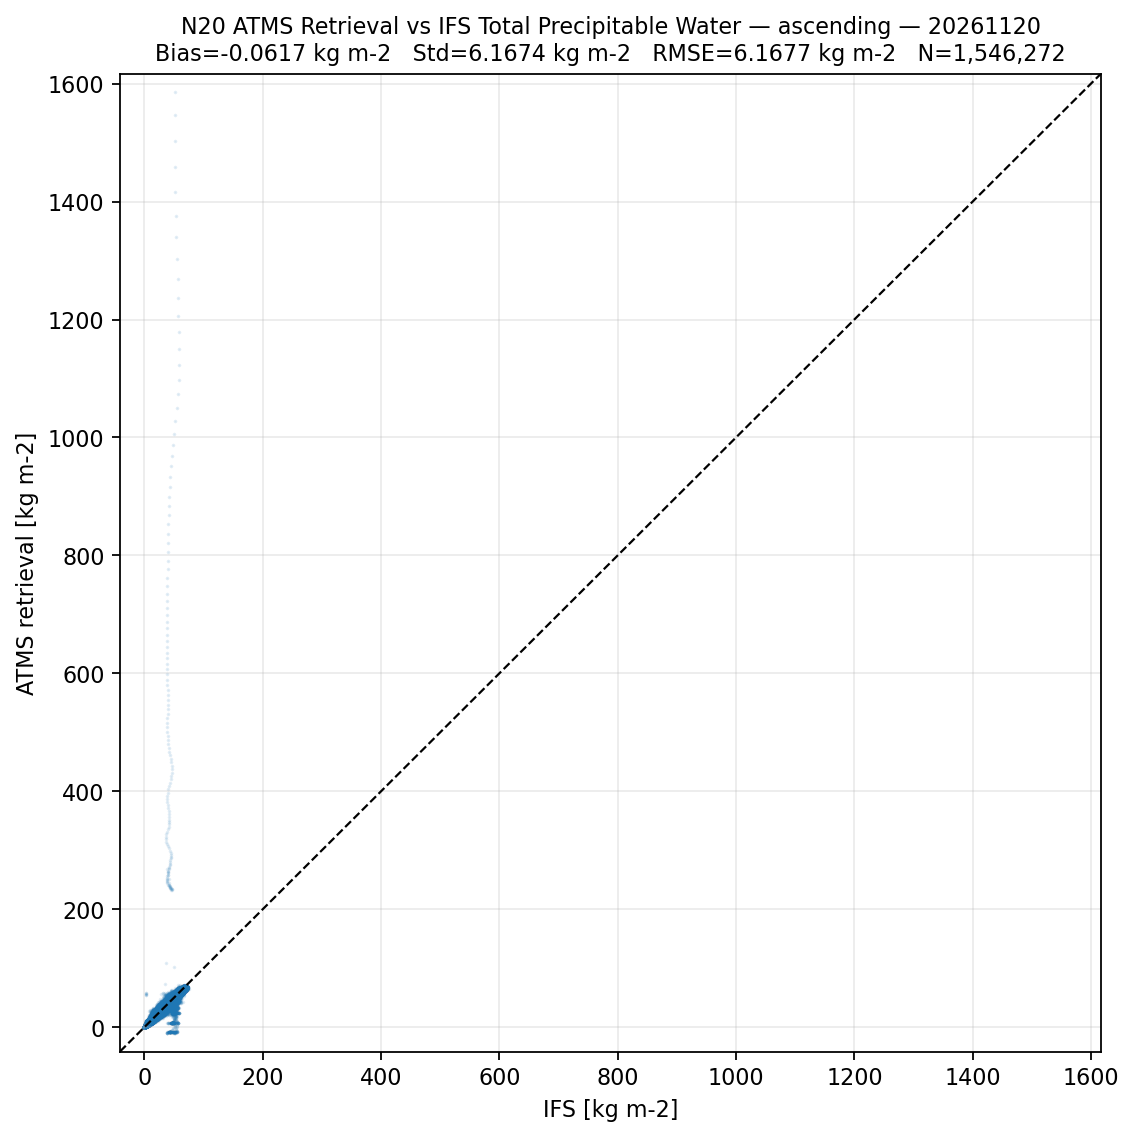 N20 ATMS Retrieval vs IFS Total Precipitable Water — ascending — 20261120
Bias=-0.0617 kg m-2   Std=6.1674 kg m-2   RMSE=6.1677 kg m-2   N=1,546,272
1600
1400
1200
1000
800
600
400
200
0
ATMS retrieval [kg m-2]
0 200 400 600 800 1000 1200 1400 1600
IFS [kg m-2]